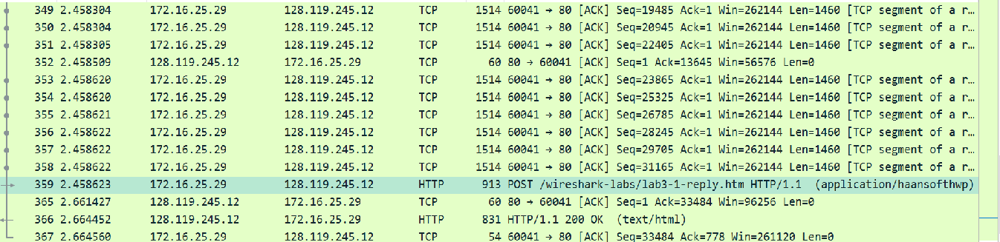 349 2.458304 172.16.25.29 128.119.245.12 TCP 1514 60041 → 80 [ACK] Seq=19485 Ack=1 Win=262144 Len=1460 [TCP segment of a r…
350 2.458304 172.16.25.29 128.119.245.12 TCP 1514 60041 → 80 [ACK] Seq=20945 Ack=1 Win=262144 Len=1460 [TCP segment of a r…
351 2.458305 172.16.25.29 128.119.245.12 TCP 1514 60041 → 80 [ACK] Seq=22405 Ack=1 Win=262144 Len=1460 [TCP segment of a r…
352 2.458509 128.119.245.12 172.16.25.29 TCP 60 80 → 60041 [ACK] Seq=1 Ack=13645 Win=56576 Len=0
353 2.458620 172.16.25.29 128.119.245.12 TCP 1514 60041 → 80 [ACK] Seq=23865 Ack=1 Win=262144 Len=1460 [TCP segment of a r…
354 2.458620 172.16.25.29 128.119.245.12 TCP 1514 60041 → 80 [ACK] Seq=25325 Ack=1 Win=262144 Len=1460 [TCP segment of a r…
355 2.458621 172.16.25.29 128.119.245.12 TCP 1514 60041 → 80 [ACK] Seq=26785 Ack=1 Win=262144 Len=1460 [TCP segment of a r…
356 2.458622 172.16.25.29 128.119.245.12 TCP 1514 60041 → 80 [ACK] Seq=28245 Ack=1 Win=262144 Len=1460 [TCP segment of a r…
357 2.458622 172.16.25.29 128.119.245.12 TCP 1514 60041 → 80 [ACK] Seq=29705 Ack=1 Win=262144 Len=1460 [TCP segment of a r…
358 2.458622 172.16.25.29 128.119.245.12 TCP 1514 60041 → 80 [ACK] Seq=31165 Ack=1 Win=262144 Len=1460 [TCP segment of a r…
359 2.458623 172.16.25.29 128.119.245.12 HTTP 913 POST /wireshark-labs/lab3-1-reply.htm HTTP/1.1 (application/haansofthwp)
365 2.661427 128.119.245.12 172.16.25.29 TCP 60 80 → 60041 [ACK] Seq=1 Ack=33484 Win=96256 Len=0
366 2.664452 128.119.245.12 172.16.25.29 HTTP 831 HTTP/1.1 200 OK (text/html)
367 2.664560 172.16.25.29 128.119.245.12 TCP 54 60041 → 80 [ACK] Seq=33484 Ack=778 Win=261120 Len=0